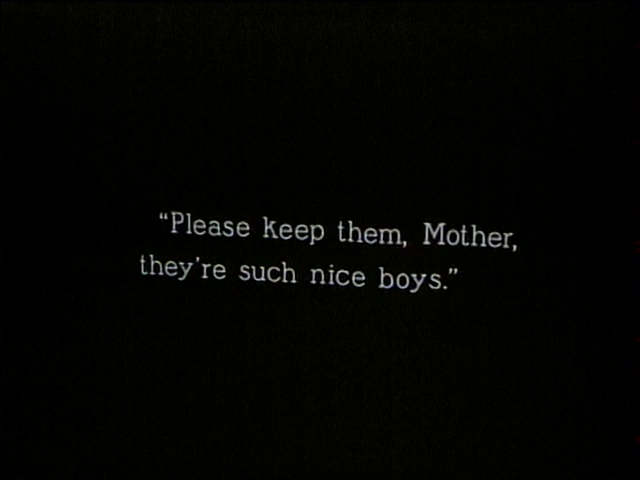 “Please keep them, Mother,
they're such nice boys.”